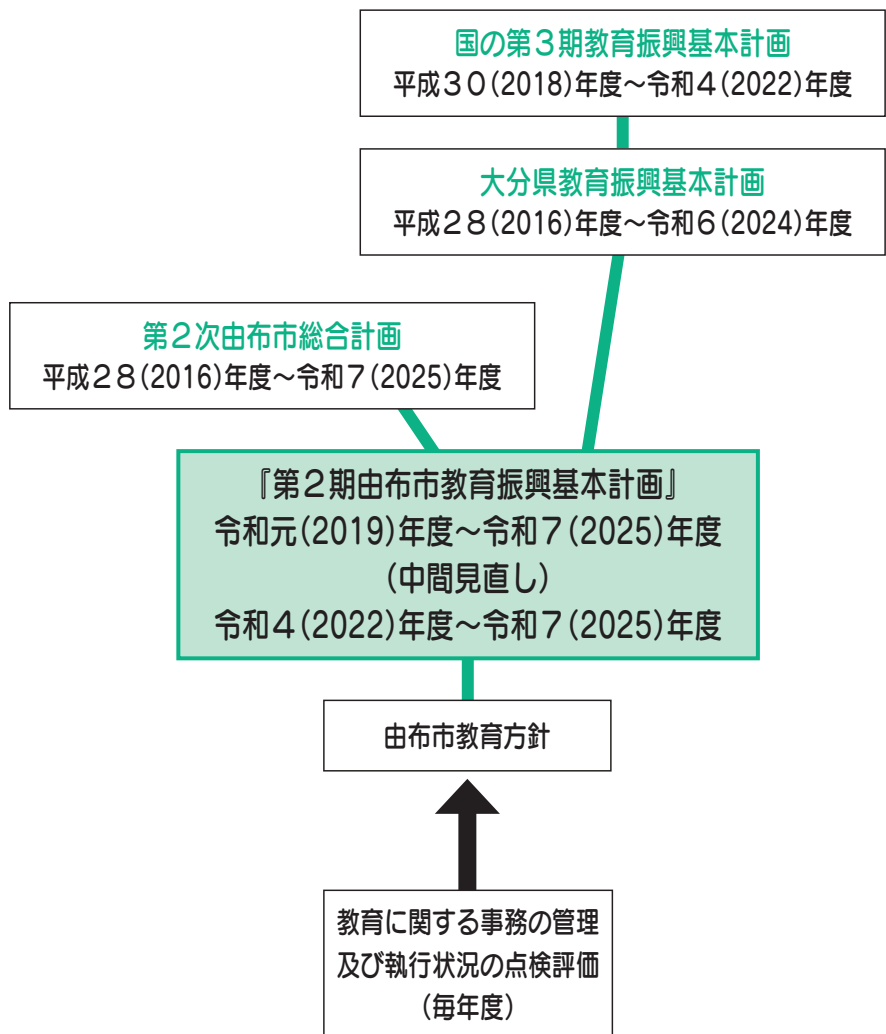 国の第３期教育振興基本計画
平成３０(2018)年度～令和４(2022)年度
大分県教育振興基本計画
平成２８(2016)年度～令和６(2024)年度
第２次由布市総合計画
平成２８(2016)年度～令和７(2025)年度
『第２期由布市教育振興基本計画』
令和元(2019)年度～令和７(2025)年度
(中間見直し)
令和４(2022)年度～令和７(2025)年度
由布市教育方針
教育に関する事務の管理
及び執行状況の点検評価
(毎年度)